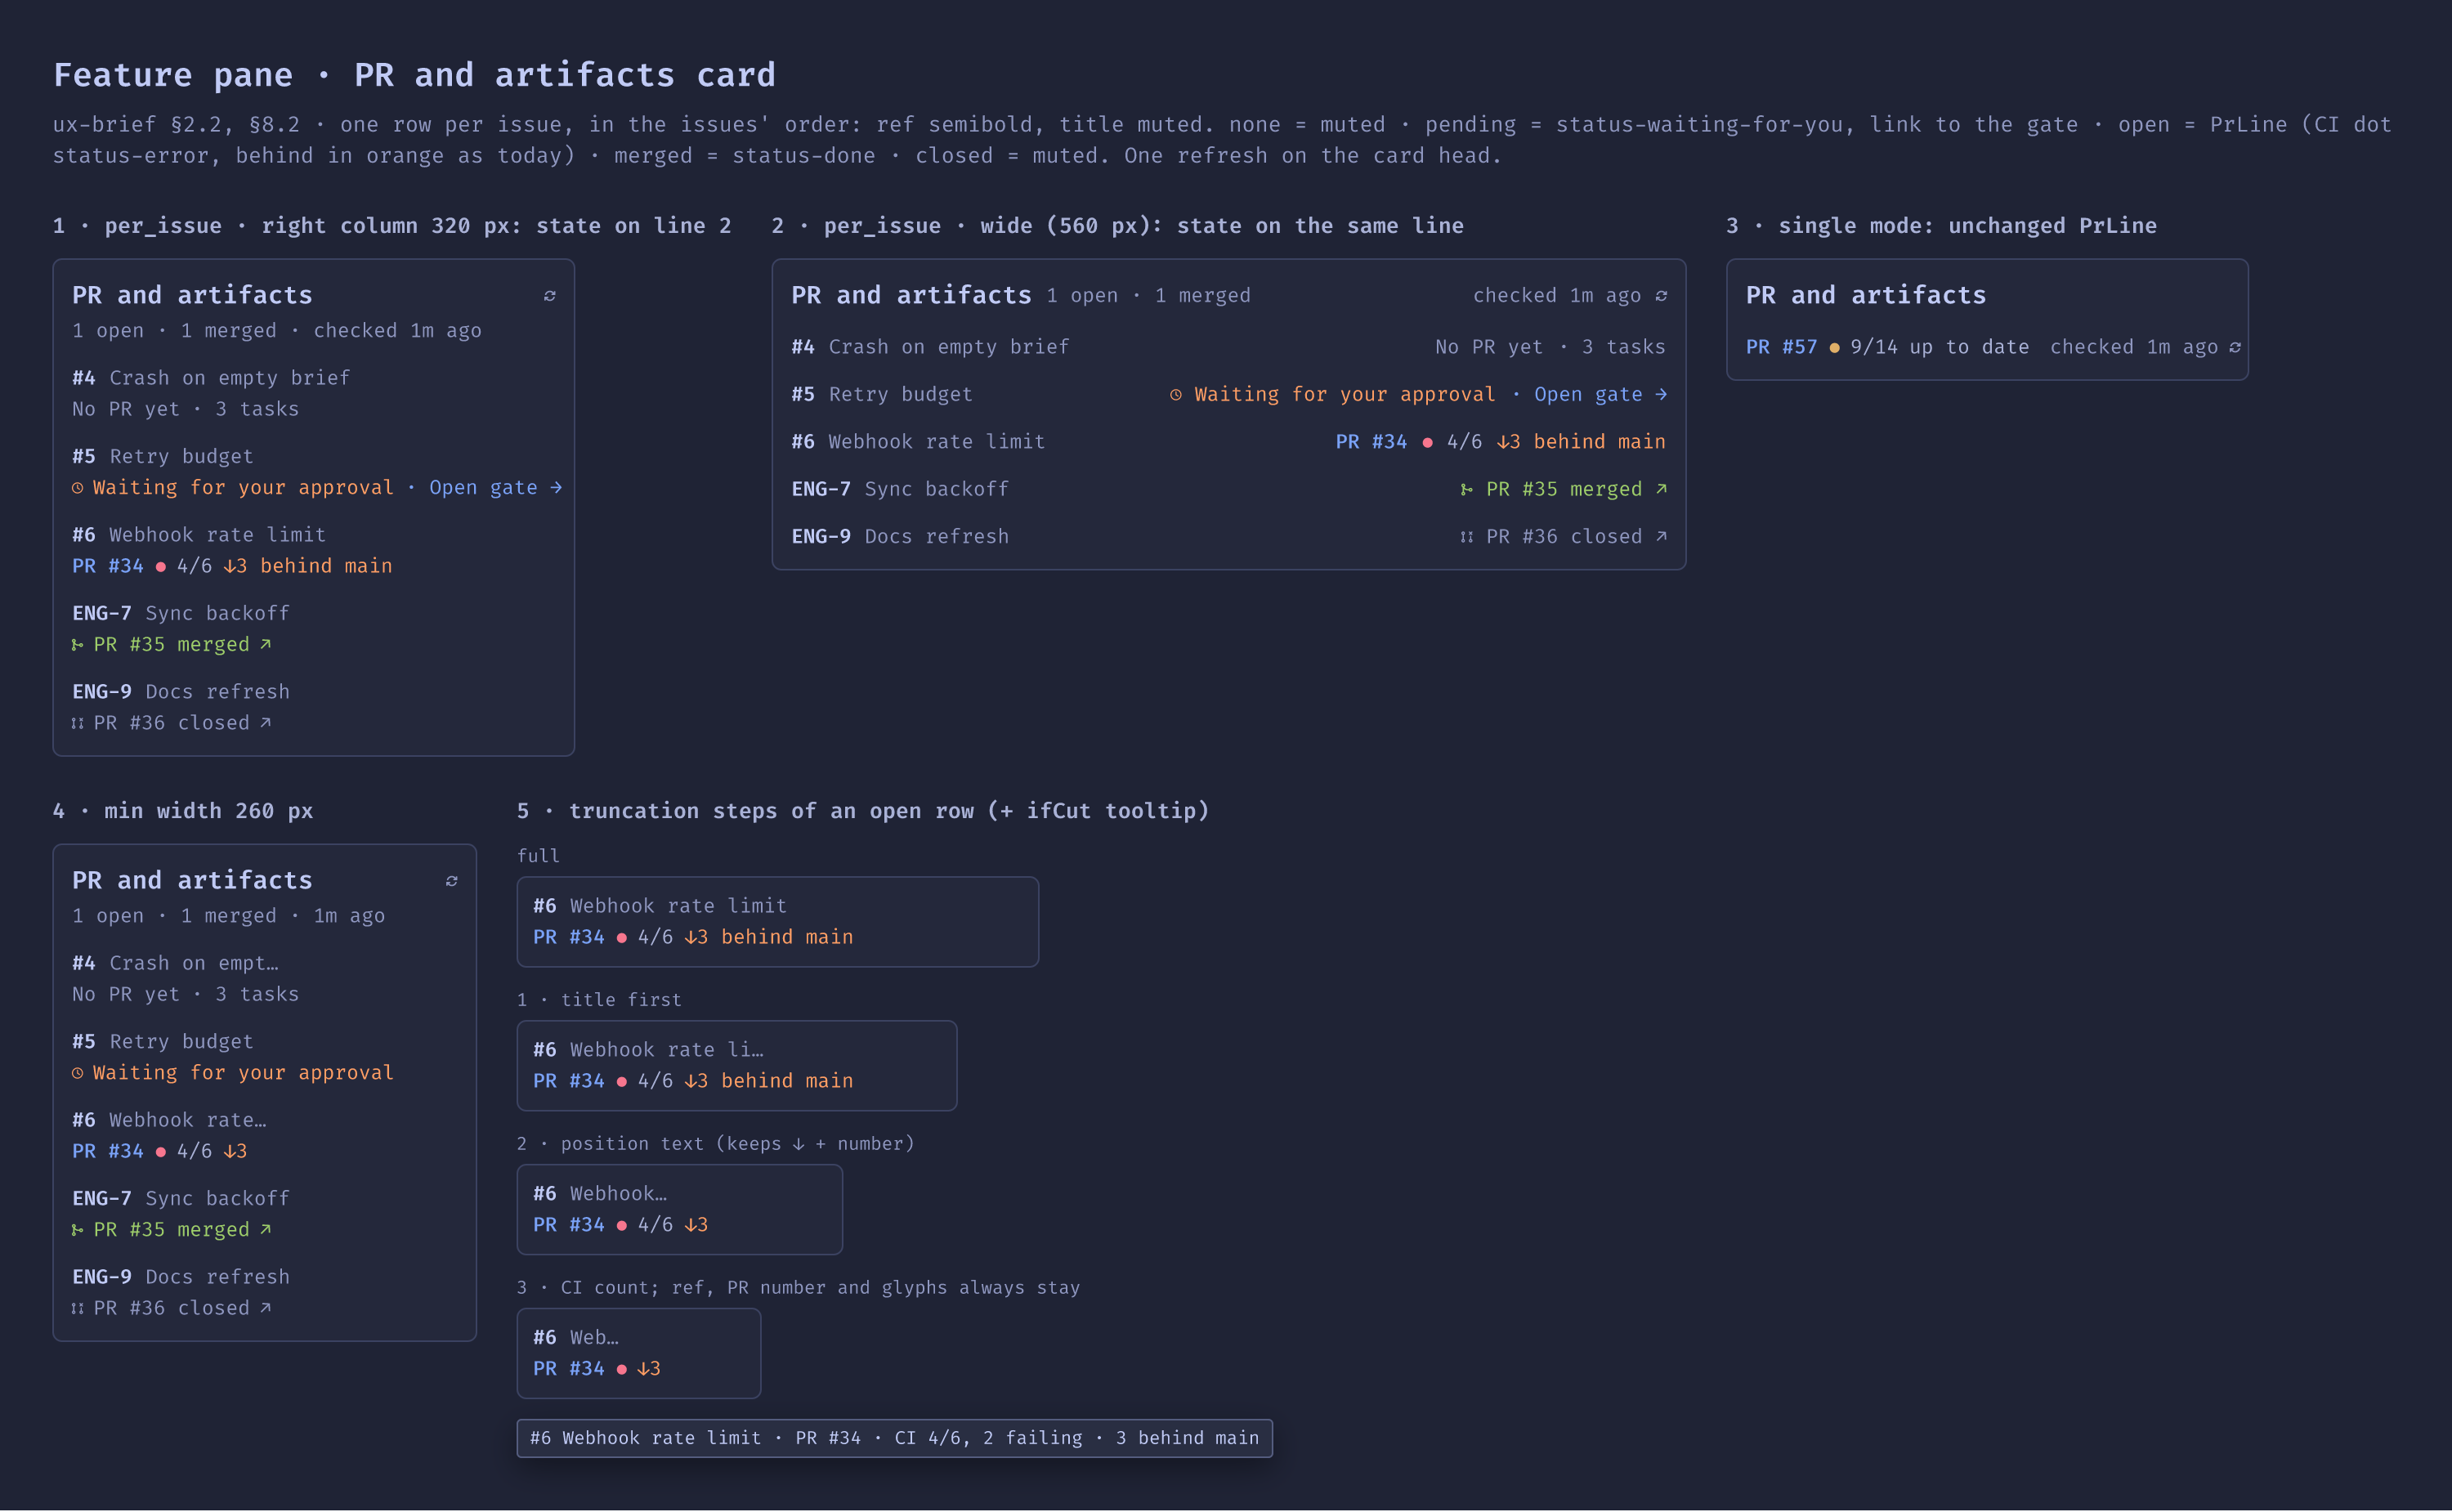 Feature pane · PR and artifacts card
ux-brief §2.2, §8.2 · one row per issue, in the issues' order: ref semibold, title muted. none = muted · pending = status-waiting-for-you, link to the gate · open = PrLine (CI dot
status-error, behind in orange as today) · merged = status-done · closed = muted. One refresh on the card head.
1 · per_issue · right column 320 px: state on line 2
PR and artifacts
1 open · 1 merged · checked 1m ago
#4 Crash on empty brief
No PR yet · 3 tasks
#5 Retry budget
Waiting for your approval · Open gate →
#6 Webhook rate limit
PR #34 ● 4/6 ↓3 behind main
ENG-7 Sync backoff
PR #35 merged ↗
ENG-9 Docs refresh
PR #36 closed ↗
2 · per_issue · wide (560 px): state on the same line
PR and artifacts 1 open · 1 merged checked 1m ago
#4 Crash on empty brief No PR yet · 3 tasks
#5 Retry budget Waiting for your approval · Open gate →
#6 Webhook rate limit PR #34 ● 4/6 ↓3 behind main
ENG-7 Sync backoff PR #35 merged ↗
ENG-9 Docs refresh PR #36 closed ↗
3 · single mode: unchanged PrLine
PR and artifacts
PR #57 ● 9/14 up to date checked 1m ago
4 · min width 260 px
PR and artifacts
1 open · 1 merged · 1m ago
#4 Crash on empt…
No PR yet · 3 tasks
#5 Retry budget
Waiting for your approval
#6 Webhook rate…
PR #34 ● 4/6 ↓3
ENG-7 Sync backoff
PR #35 merged ↗
ENG-9 Docs refresh
PR #36 closed ↗
5 · truncation steps of an open row (+ ifCut tooltip)
full
#6 Webhook rate limit
PR #34 ● 4/6 ↓3 behind main
1 · title first
#6 Webhook rate li…
PR #34 ● 4/6 ↓3 behind main
2 · position text (keeps ↓ + number)
#6 Webhook…
PR #34 ● 4/6 ↓3
3 · CI count; ref, PR number and glyphs always stay
#6 Web…
PR #34 ● ↓3
#6 Webhook rate limit · PR #34 · CI 4/6, 2 failing · 3 behind main